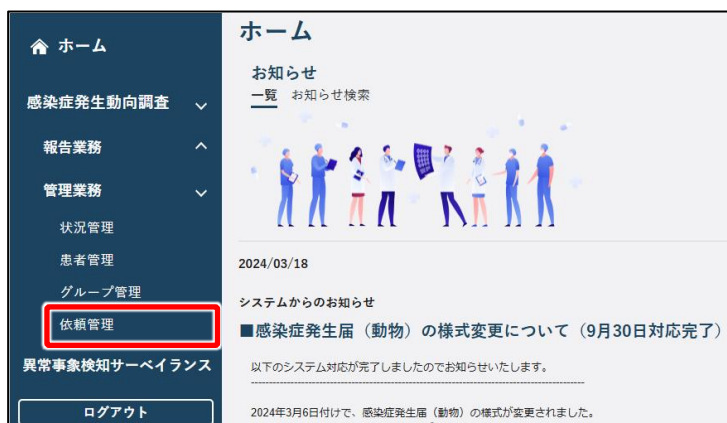 ホーム
感染症発生動向調査
報告業務
管理業務
状況管理
患者管理
グループ管理
依頼管理
異常事象検知サーベイランス
ログアウト
ホーム
お知らせ
一覧 お知らせ検索
2024/03/18
システムからのお知らせ
■感染症発生届（動物）の様式変更について（9月30日対応完了）
以下のシステム対応が完了しましたのでお知らせいたします。
2024年3月6日付けで、感染症発生届（動物）の様式が変更されました。